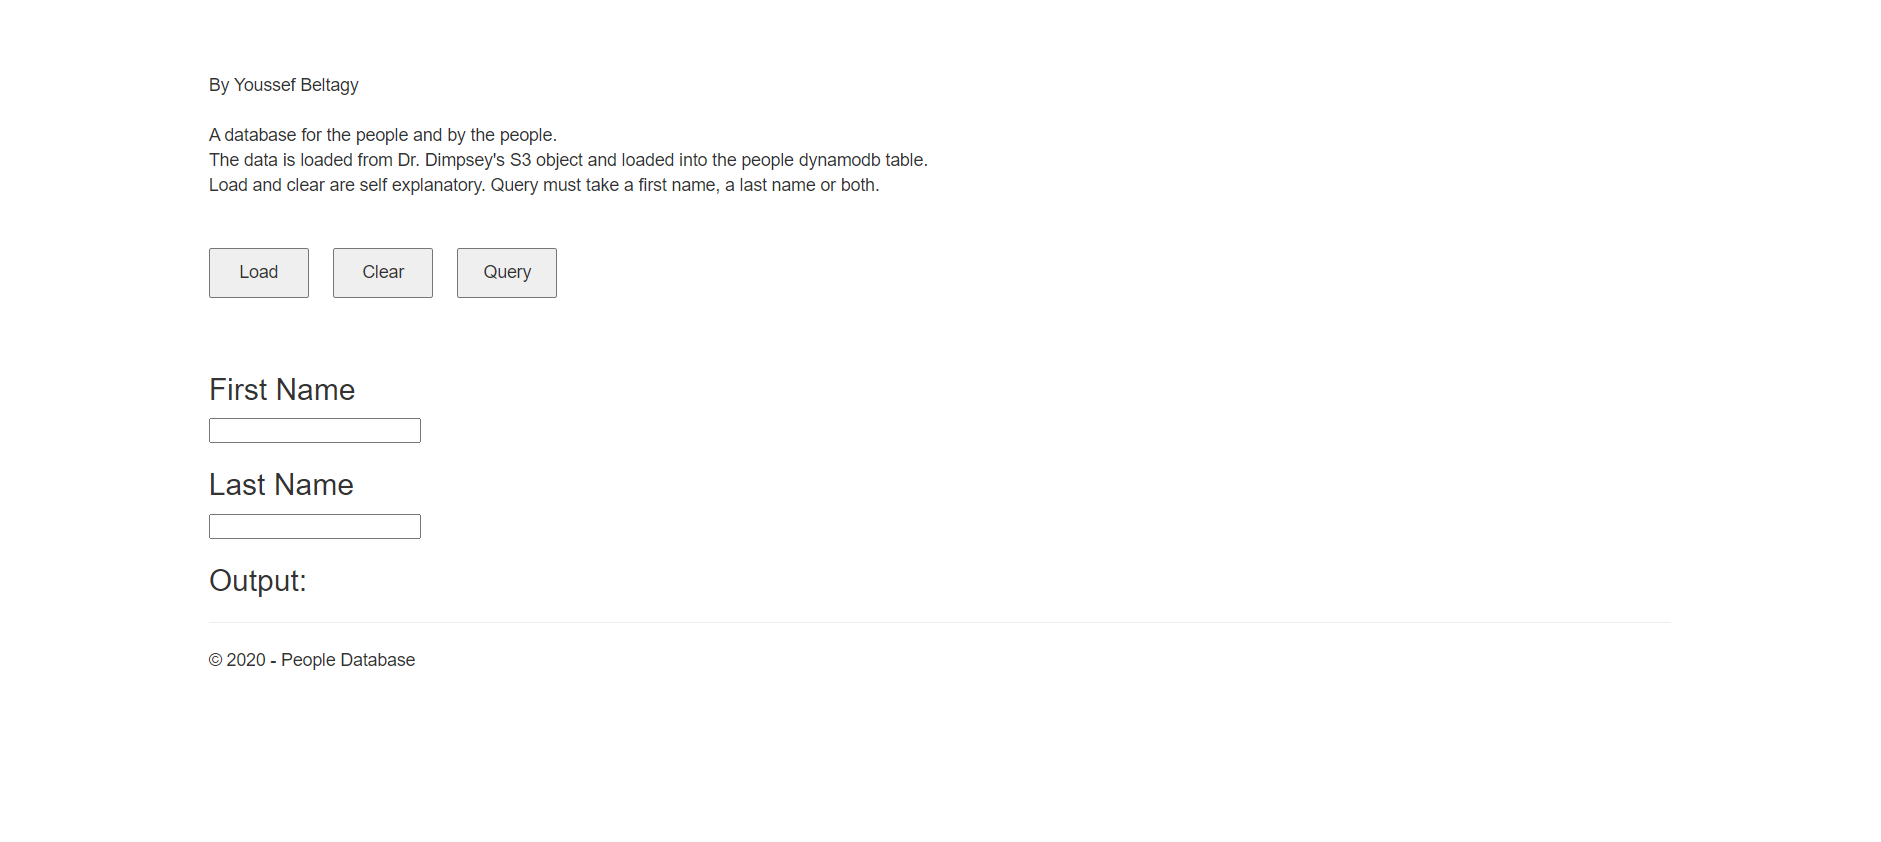 By Youssef Beltagy
A database for the people and by the people.
The data is loaded from Dr. Dimpsey's S3 object and loaded into the people dynamodb table.
Load and clear are self explanatory. Query must take a first name, a last name or both.
Load Clear Query
First Name
Last Name
Output:
© 2020 - People Database